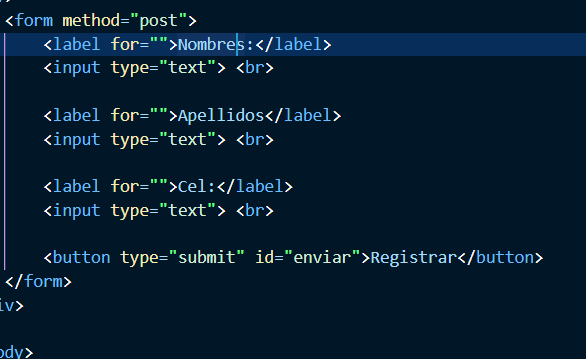 <form method="post">
<label for="">Nombres:</label>
<input type="text"> <br>
<label for="">Apellidos</label>
<input type="text"> <br>
<label for="">Cel:</label>
<input type="text"> <br>
<button type="submit" id="enviar">Registrar</button>
</form>
iv>
ody>